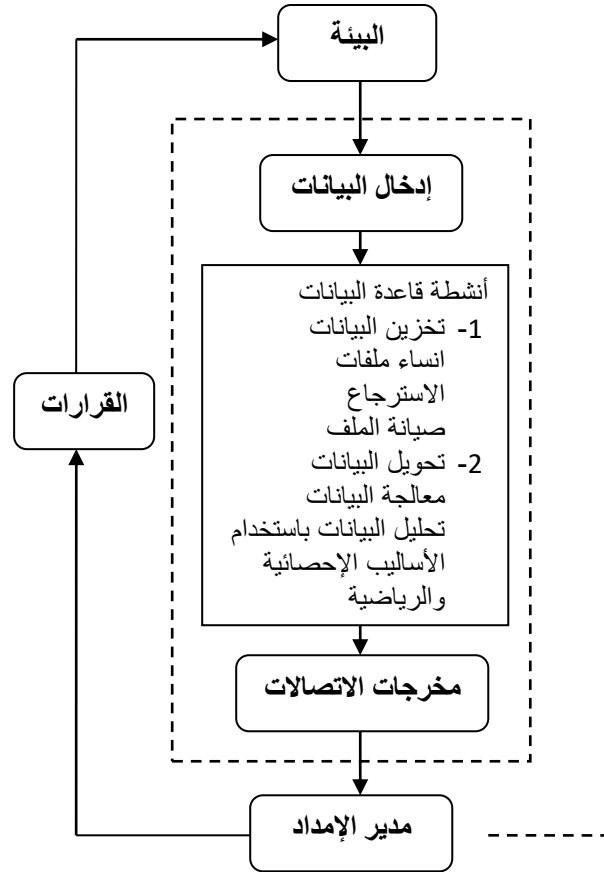 البيئة
إدخال البيانات
أنشطة قاعدة البيانات
1- تخزين البيانات
انساء ملفات
الاسترجاع
صيانة الملف
2- تحويل البيانات
معالجة البيانات
تحليل البيانات باستخدام
الأساليب الإحصائية
والرياضية
القرارات
مخرجات الاتصالات
مدير الإمداد